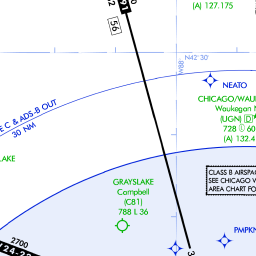 (A) 127.175
56
N42°30'
W88°
NEATO
C & ADS-B OUT
30 NM
CHICAGO/WAU
Waukegan
(UGN) D
728
60
(A) 132.4
LAKE
CLASS B AIRSPAC
SEE CHICAGO V
AREA CHART FO
GRAYSLAKE
Campbell
(C81)
788 L 36
PMPKN
2700